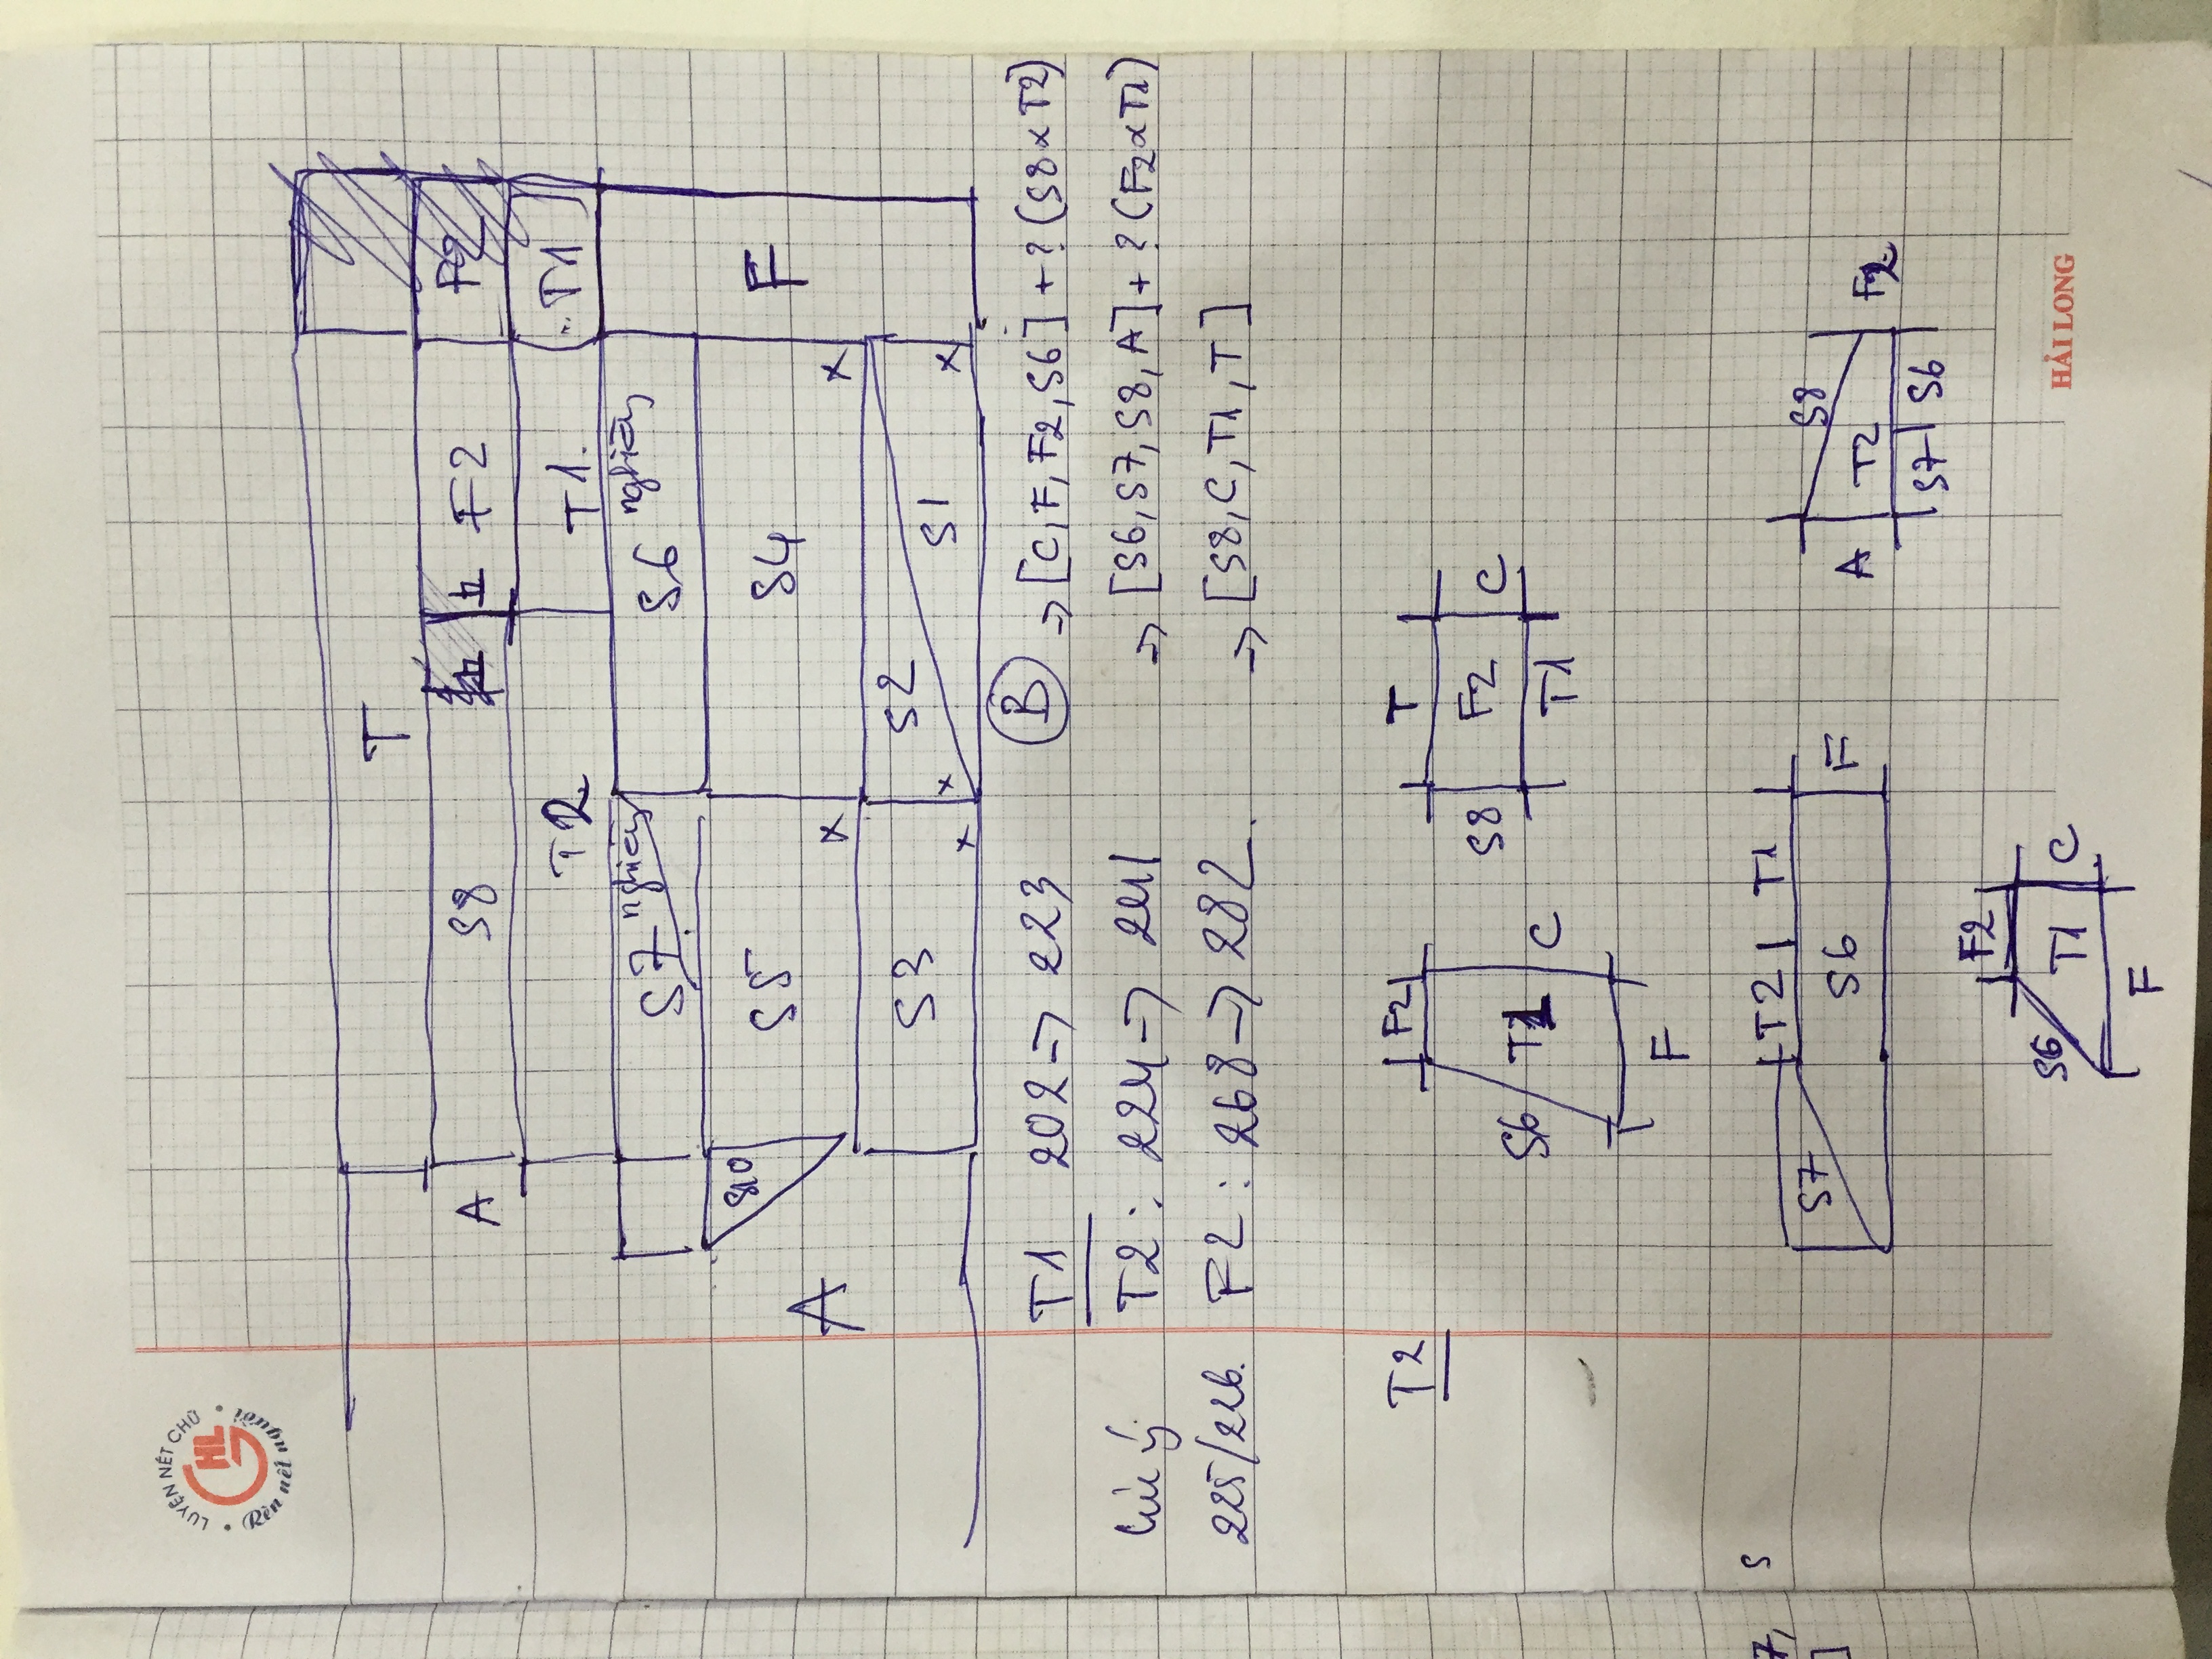 LUYỆN NÉT CHỮ
HL
Rèn nết người
T
A S8 F2 F2
T2 T1. T1
S7 nghiêng S6 nghiêng
S10 S5 S4 F
A
x x
S3 S2 S1
x x x
T1 202 → 223 B → [C, F, F2, S6] + ? (S8 x T2)
T2 : 224 → 241 → [S6, S7, S8, A] + ? (F2 x T1)
225/226. F2 : 268 → 282. → [S8, C, T1, T]
T2
F2 T
S6 T1 C S8 F2 C
F T1
7, S
]
T2 T1
S7 S6 F
S8
A T2 F2
S7 S6
F2
S6 T1 C
F
HẢI LONG